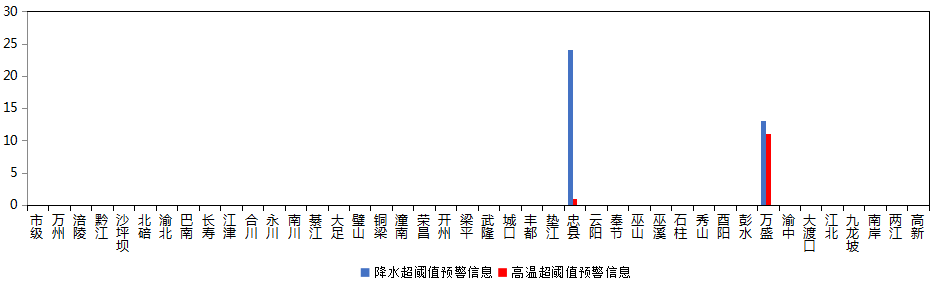 30
25
20
15
10
5
0
市级
万州
涪陵
黔江
沙坪坝
北碚
渝北
巴南
长寿
江津
合川
永川
南川
綦江
大足
璧山
铜梁
潼南
荣昌
开州
梁平
武隆
城口
丰都
垫江
忠县
云阳
奉节
巫山
巫溪
石柱
秀山
酉阳
彭水
万盛
渝中
大渡口
江北
九龙坡
南岸
两江
高新
降水超阈值预警信息 高温超阈值预警信息